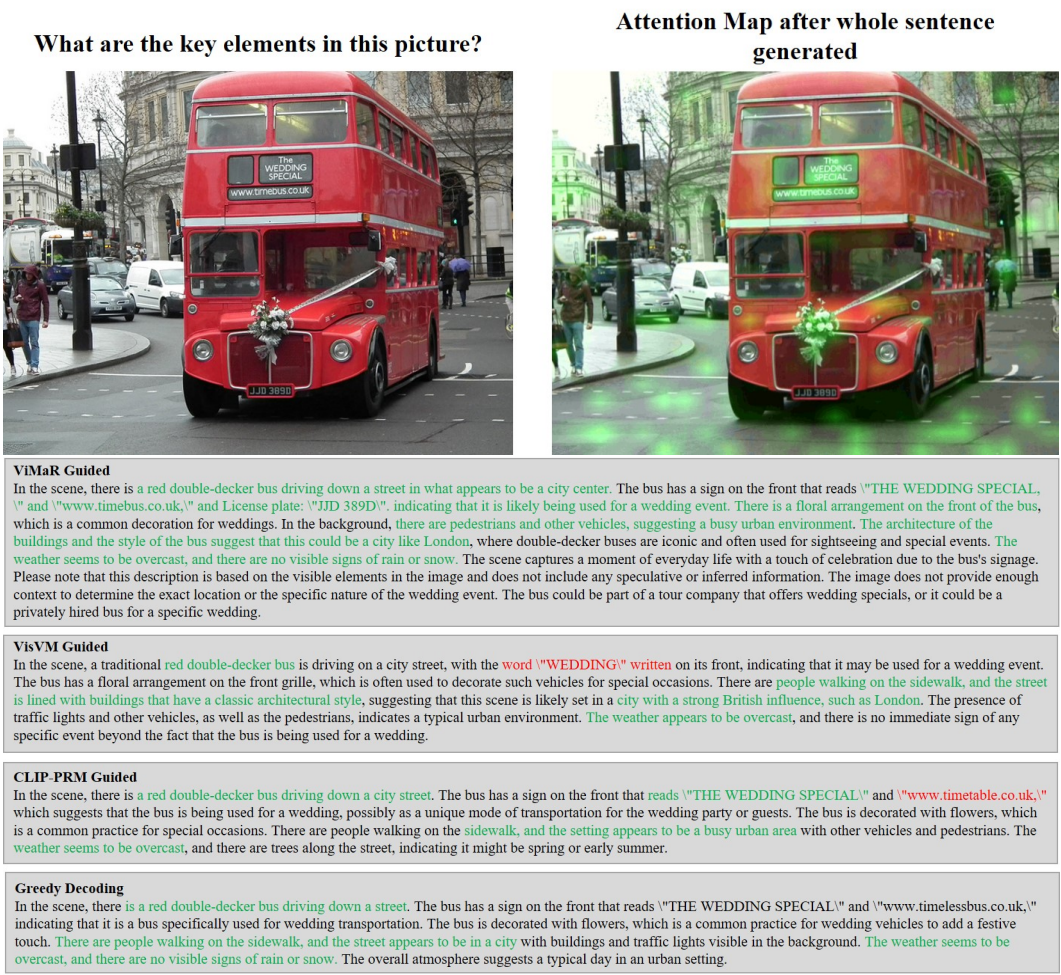 What are the key elements in this picture?
Attention Map after whole sentence
generated
The
WEDDING
SPECIAL
www.timebus.co.uk
JJD 389D
The
WEDDING
SPECIAL
www.timebus.co.uk
JJD 389D
ViMaR Guided
In the scene, there is a red double-decker bus driving down a street in what appears to be a city center. The bus has a sign on the front that reads \"THE WEDDING SPECIAL,
\" and \"www.timebus.co.uk,\" and License plate: \"JJD 389D\". indicating that it is likely being used for a wedding event. There is a floral arrangement on the front of the bus,
which is a common decoration for weddings. In the background, there are pedestrians and other vehicles, suggesting a busy urban environment. The architecture of the
buildings and the style of the bus suggest that this could be a city like London, where double-decker buses are iconic and often used for sightseeing and special events. The
weather seems to be overcast, and there are no visible signs of rain or snow. The scene captures a moment of everyday life with a touch of celebration due to the bus's signage.
Please note that this description is based on the visible elements in the image and does not include any speculative or inferred information. The image does not provide enough
context to determine the exact location or the specific nature of the wedding event. The bus could be part of a tour company that offers wedding specials, or it could be a
privately hired bus for a specific wedding.
VisVM Guided
In the scene, a traditional red double-decker bus is driving on a city street, with the word \"WEDDING\" written on its front, indicating that it may be used for a wedding event.
The bus has a floral arrangement on the front grille, which is often used to decorate such vehicles for special occasions. There are people walking on the sidewalk, and the street
is lined with buildings that have a classic architectural style, suggesting that this scene is likely set in a city with a strong British influence, such as London. The presence of
traffic lights and other vehicles, as well as the pedestrians, indicates a typical urban environment. The weather appears to be overcast, and there is no immediate sign of any
specific event beyond the fact that the bus is being used for a wedding.
CLIP-PRM Guided
In the scene, there is a red double-decker bus driving down a city street. The bus has a sign on the front that reads \"THE WEDDING SPECIAL\" and \"www.timetable.co.uk,\"
which suggests that the bus is being used for a wedding, possibly as a unique mode of transportation for the wedding party or guests. The bus is decorated with flowers, which
is a common practice for special occasions. There are people walking on the sidewalk, and the setting appears to be a busy urban area with other vehicles and pedestrians. The
weather seems to be overcast, and there are trees along the street, indicating it might be spring or early summer.
Greedy Decoding
In the scene, there is a red double-decker bus driving down a street. The bus has a sign on the front that reads \"THE WEDDING SPECIAL\" and \"www.timelessbus.co.uk,\"
indicating that it is a bus specifically used for wedding transportation. The bus is decorated with flowers, which is a common practice for wedding vehicles to add a festive
touch. There are people walking on the sidewalk, and the street appears to be in a city with buildings and traffic lights visible in the background. The weather seems to be
overcast, and there are no visible signs of rain or snow. The overall atmosphere suggests a typical day in an urban setting.